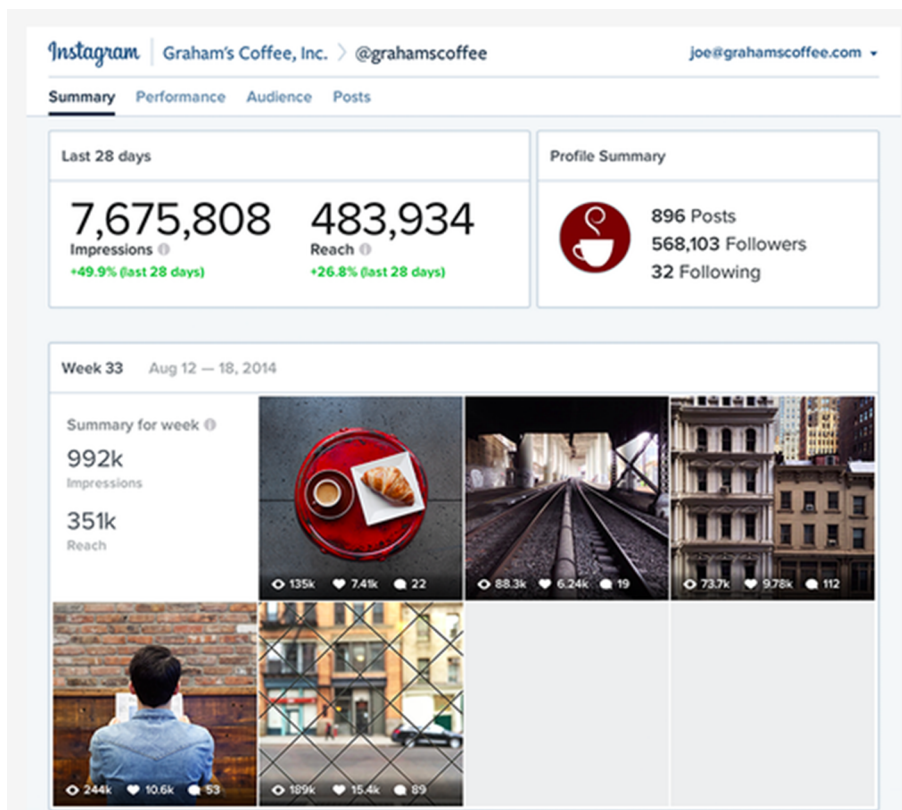 Instagram Graham's Coffee, Inc. > @grahamscoffee joe@grahamscoffee.com
Summary Performance Audience Posts
Last 28 days
7,675,808 483,934
Impressions Reach
+49.9% (last 28 days) +26.8% (last 28 days)
Profile Summary
896 Posts
568,103 Followers
32 Following
Week 33 Aug 12 — 18, 2014
Summary for week
992k
Impressions
351k
Reach
135k 7.41k 22
88.3k 6.24k 19
73.7k 9.78k 112
244k 10.6k 53
189k 15.4k 89